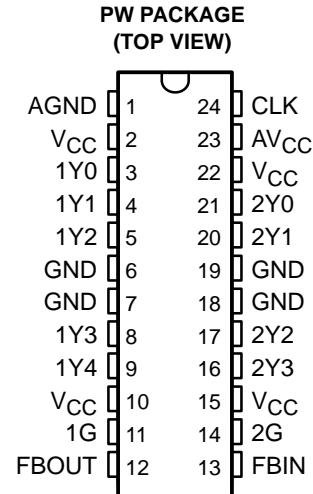 PW PACKAGE
(TOP VIEW)
AGND 1 24 CLK
VCC 2 23 AVCC
1Y0 3 22 VCC
1Y1 4 21 2Y0
1Y2 5 20 2Y1
GND 6 19 GND
GND 7 18 GND
1Y3 8 17 2Y2
1Y4 9 16 2Y3
VCC 10 15 VCC
1G 11 14 2G
FBOUT 12 13 FBIN